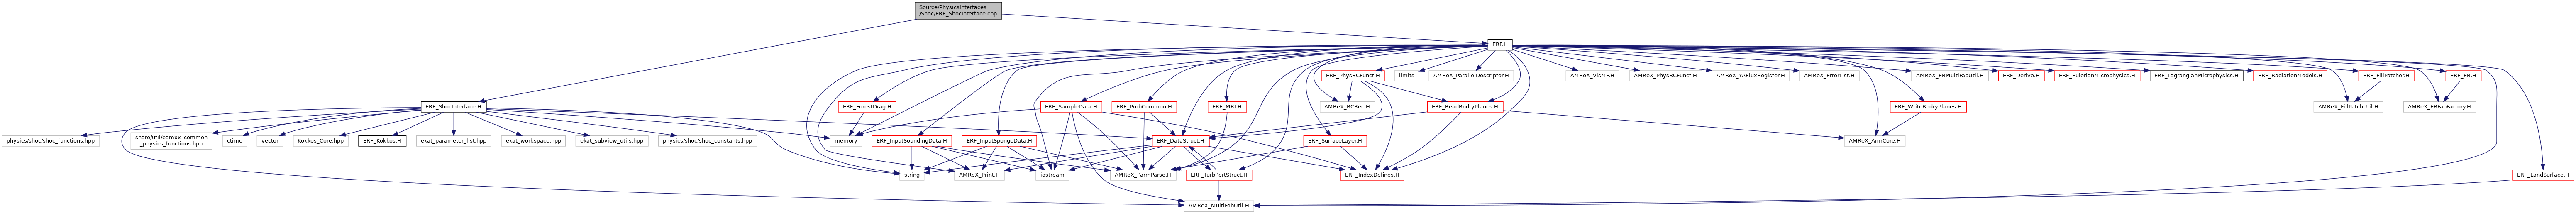 Source/PhysicsInterfaces
/Shoc/ERF_ShocInterface.cpp
ERF.H
ERF_PhysBCFunct.H
limits
AMReX_ParallelDescriptor.H
AMReX_VisMF.H
AMReX_PhysBCFunct.H
AMReX_YAFluxRegister.H
AMReX_ErrorList.H
AMReX_EBMultiFabUtil.H
ERF_Derive.H
ERF_EulerianMicrophysics.H
ERF_LagrangianMicrophysics.H
ERF_RadiationModels.H
ERF_FillPatcher.H
ERF_EB.H
ERF_ShocInterface.H
ERF_ForestDrag.H
ERF_SampleData.H
ERF_ProbCommon.H
ERF_MRI.H
AMReX_BCRec.H
ERF_ReadBndryPlanes.H
ERF_WriteBndryPlanes.H
AMReX_FillPatchUtil.H
AMReX_EBFabFactory.H
physics/shoc/shoc_functions.hpp
share/util/eamxx_common
_physics_functions.hpp
ctime
vector
Kokkos_Core.hpp
ERF_Kokkos.H
ekat_parameter_list.hpp
ekat_workspace.hpp
ekat_subview_utils.hpp
physics/shoc/shoc_constants.hpp
memory
ERF_InputSoundingData.H
ERF_InputSpongeData.H
ERF_DataStruct.H
ERF_SurfaceLayer.H
AMReX_AmrCore.H
string
AMReX_Print.H
iostream
AMReX_ParmParse.H
ERF_TurbPertStruct.H
ERF_IndexDefines.H
ERF_LandSurface.H
AMReX_MultiFabUtil.H